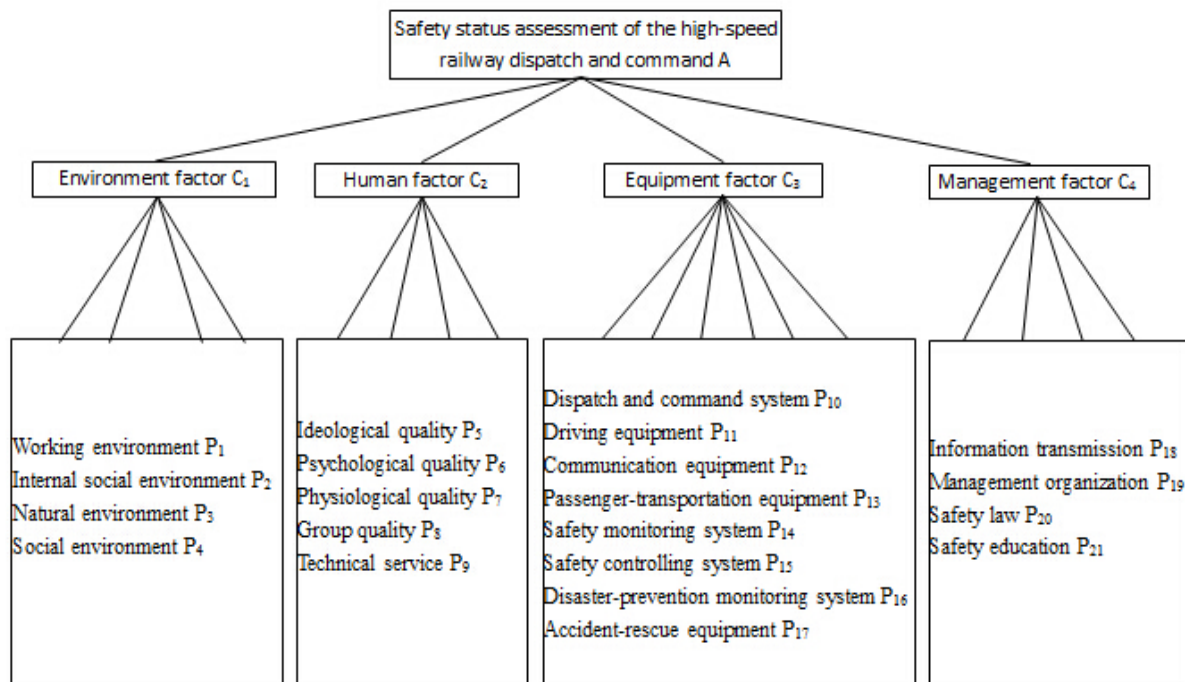 Safety status assessment of the high-speed
railway dispatch and command A
Environment factor C₁
Human factor C₂
Equipment factor C₃
Management factor C₄
Working environment P₁
Internal social environment P₂
Natural environment P₃
Social environment P₄
Ideological quality P₅
Psychological quality P₆
Physiological quality P₇
Group quality P₈
Technical service P₉
Dispatch and command system P₁₀
Driving equipment P₁₁
Communication equipment P₁₂
Passenger-transportation equipment P₁₃
Safety monitoring system P₁₄
Safety controlling system P₁₅
Disaster-prevention monitoring system P₁₆
Accident-rescue equipment P₁₇
Information transmission P₁₈
Management organization P₁₉
Safety law P₂₀
Safety education P₂₁